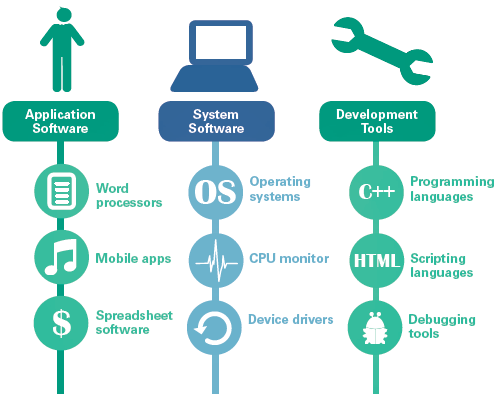 Application
Software
Word
processors
Mobile apps
$
Spreadsheet
software
System
Software
OS
Operating
systems
CPU monitor
Device drivers
Development
Tools
C++
Programming
languages
HTML
Scripting
languages
Debugging
tools